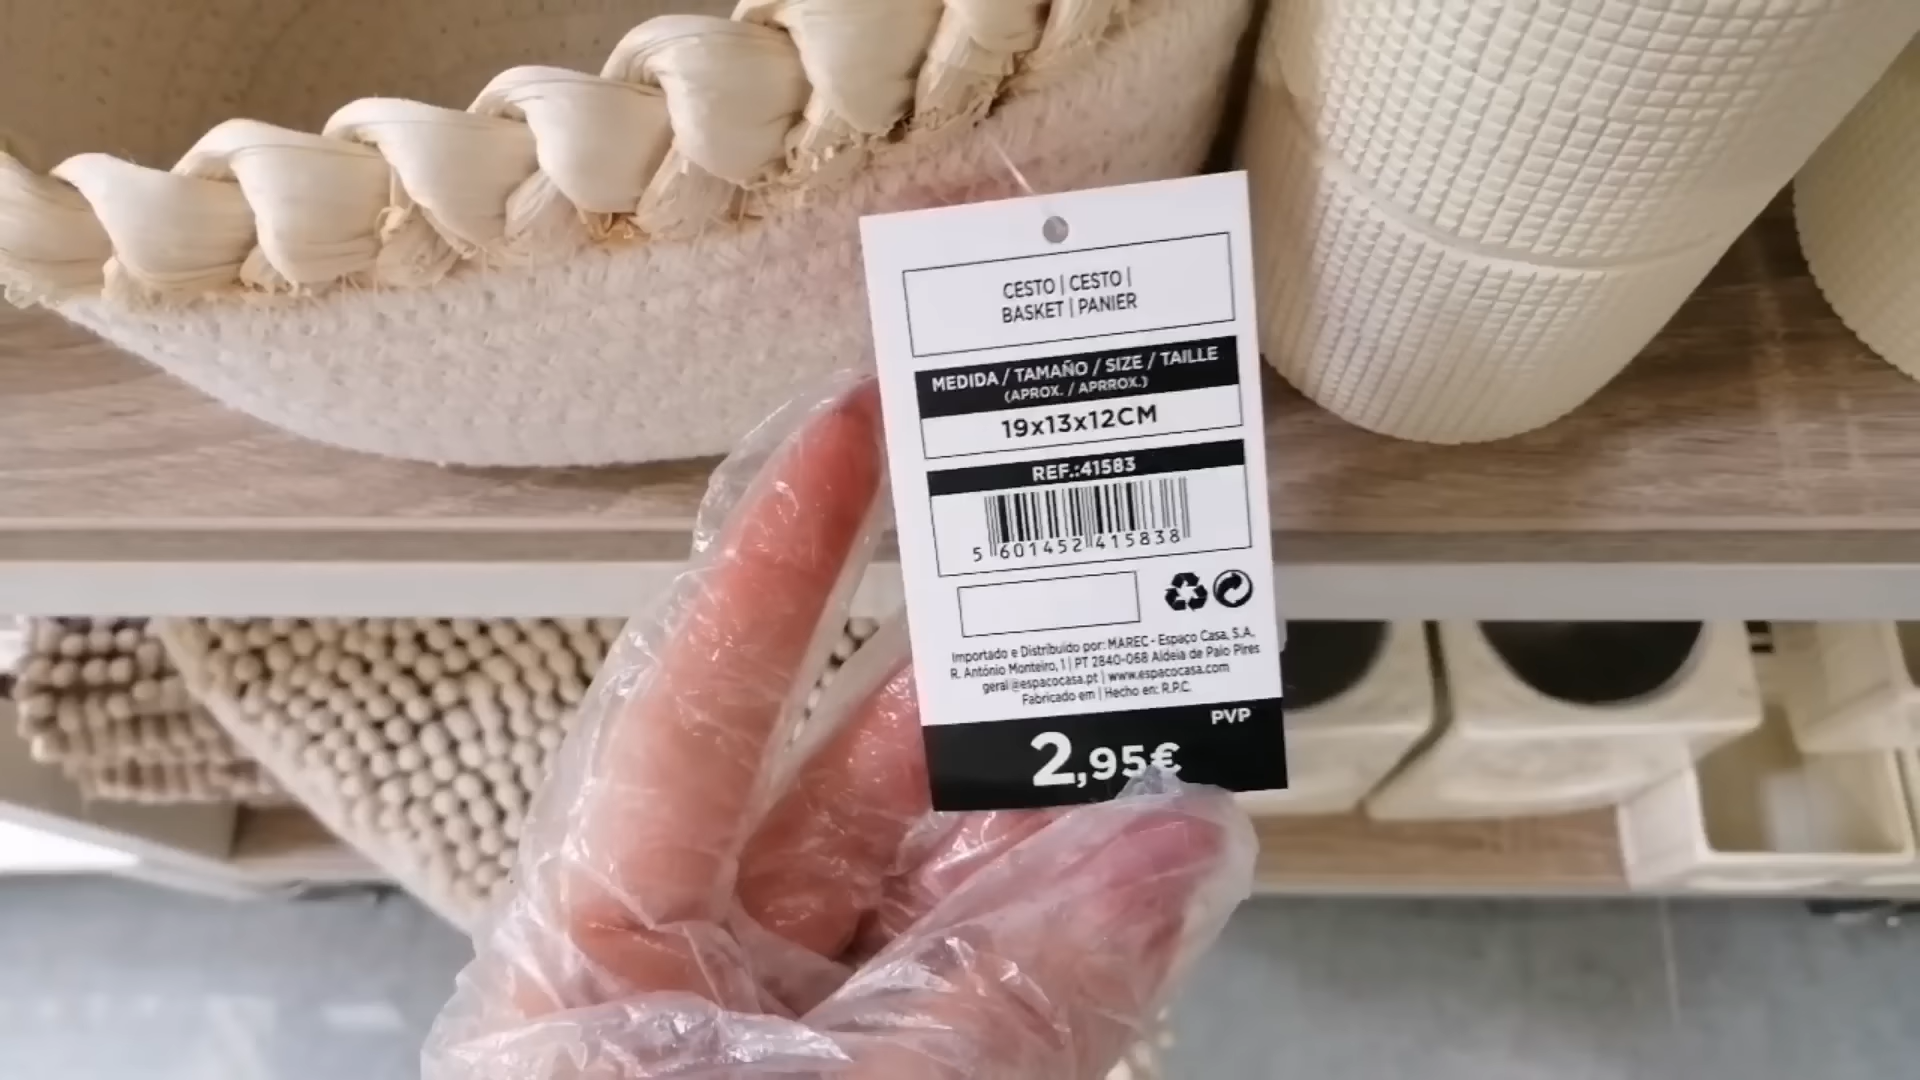 CESTO | CESTO |
BASKET | PANIER
MEDIDA / TAMAÑO / SIZE / TAILLE
(APROX. / APRROX.)
19x13x12CM
REF.:41583
5 601452 415838
Importado e Distribuido por: MAREC - Espaço Casa, S.A.
R. António Monteiro, 1 | PT 2840-068 Aldeia de Paio Pires
geral@espacocasa.pt | www.espacocasa.com
Fabricado em | Hecho en: R.P.C.
PVP
2,95€